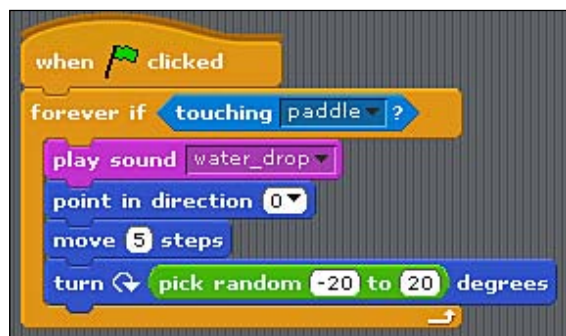 when clicked
forever if touching paddle ?
play sound water_drop
point in direction 0
move 5 steps
turn pick random -20 to 20 degrees